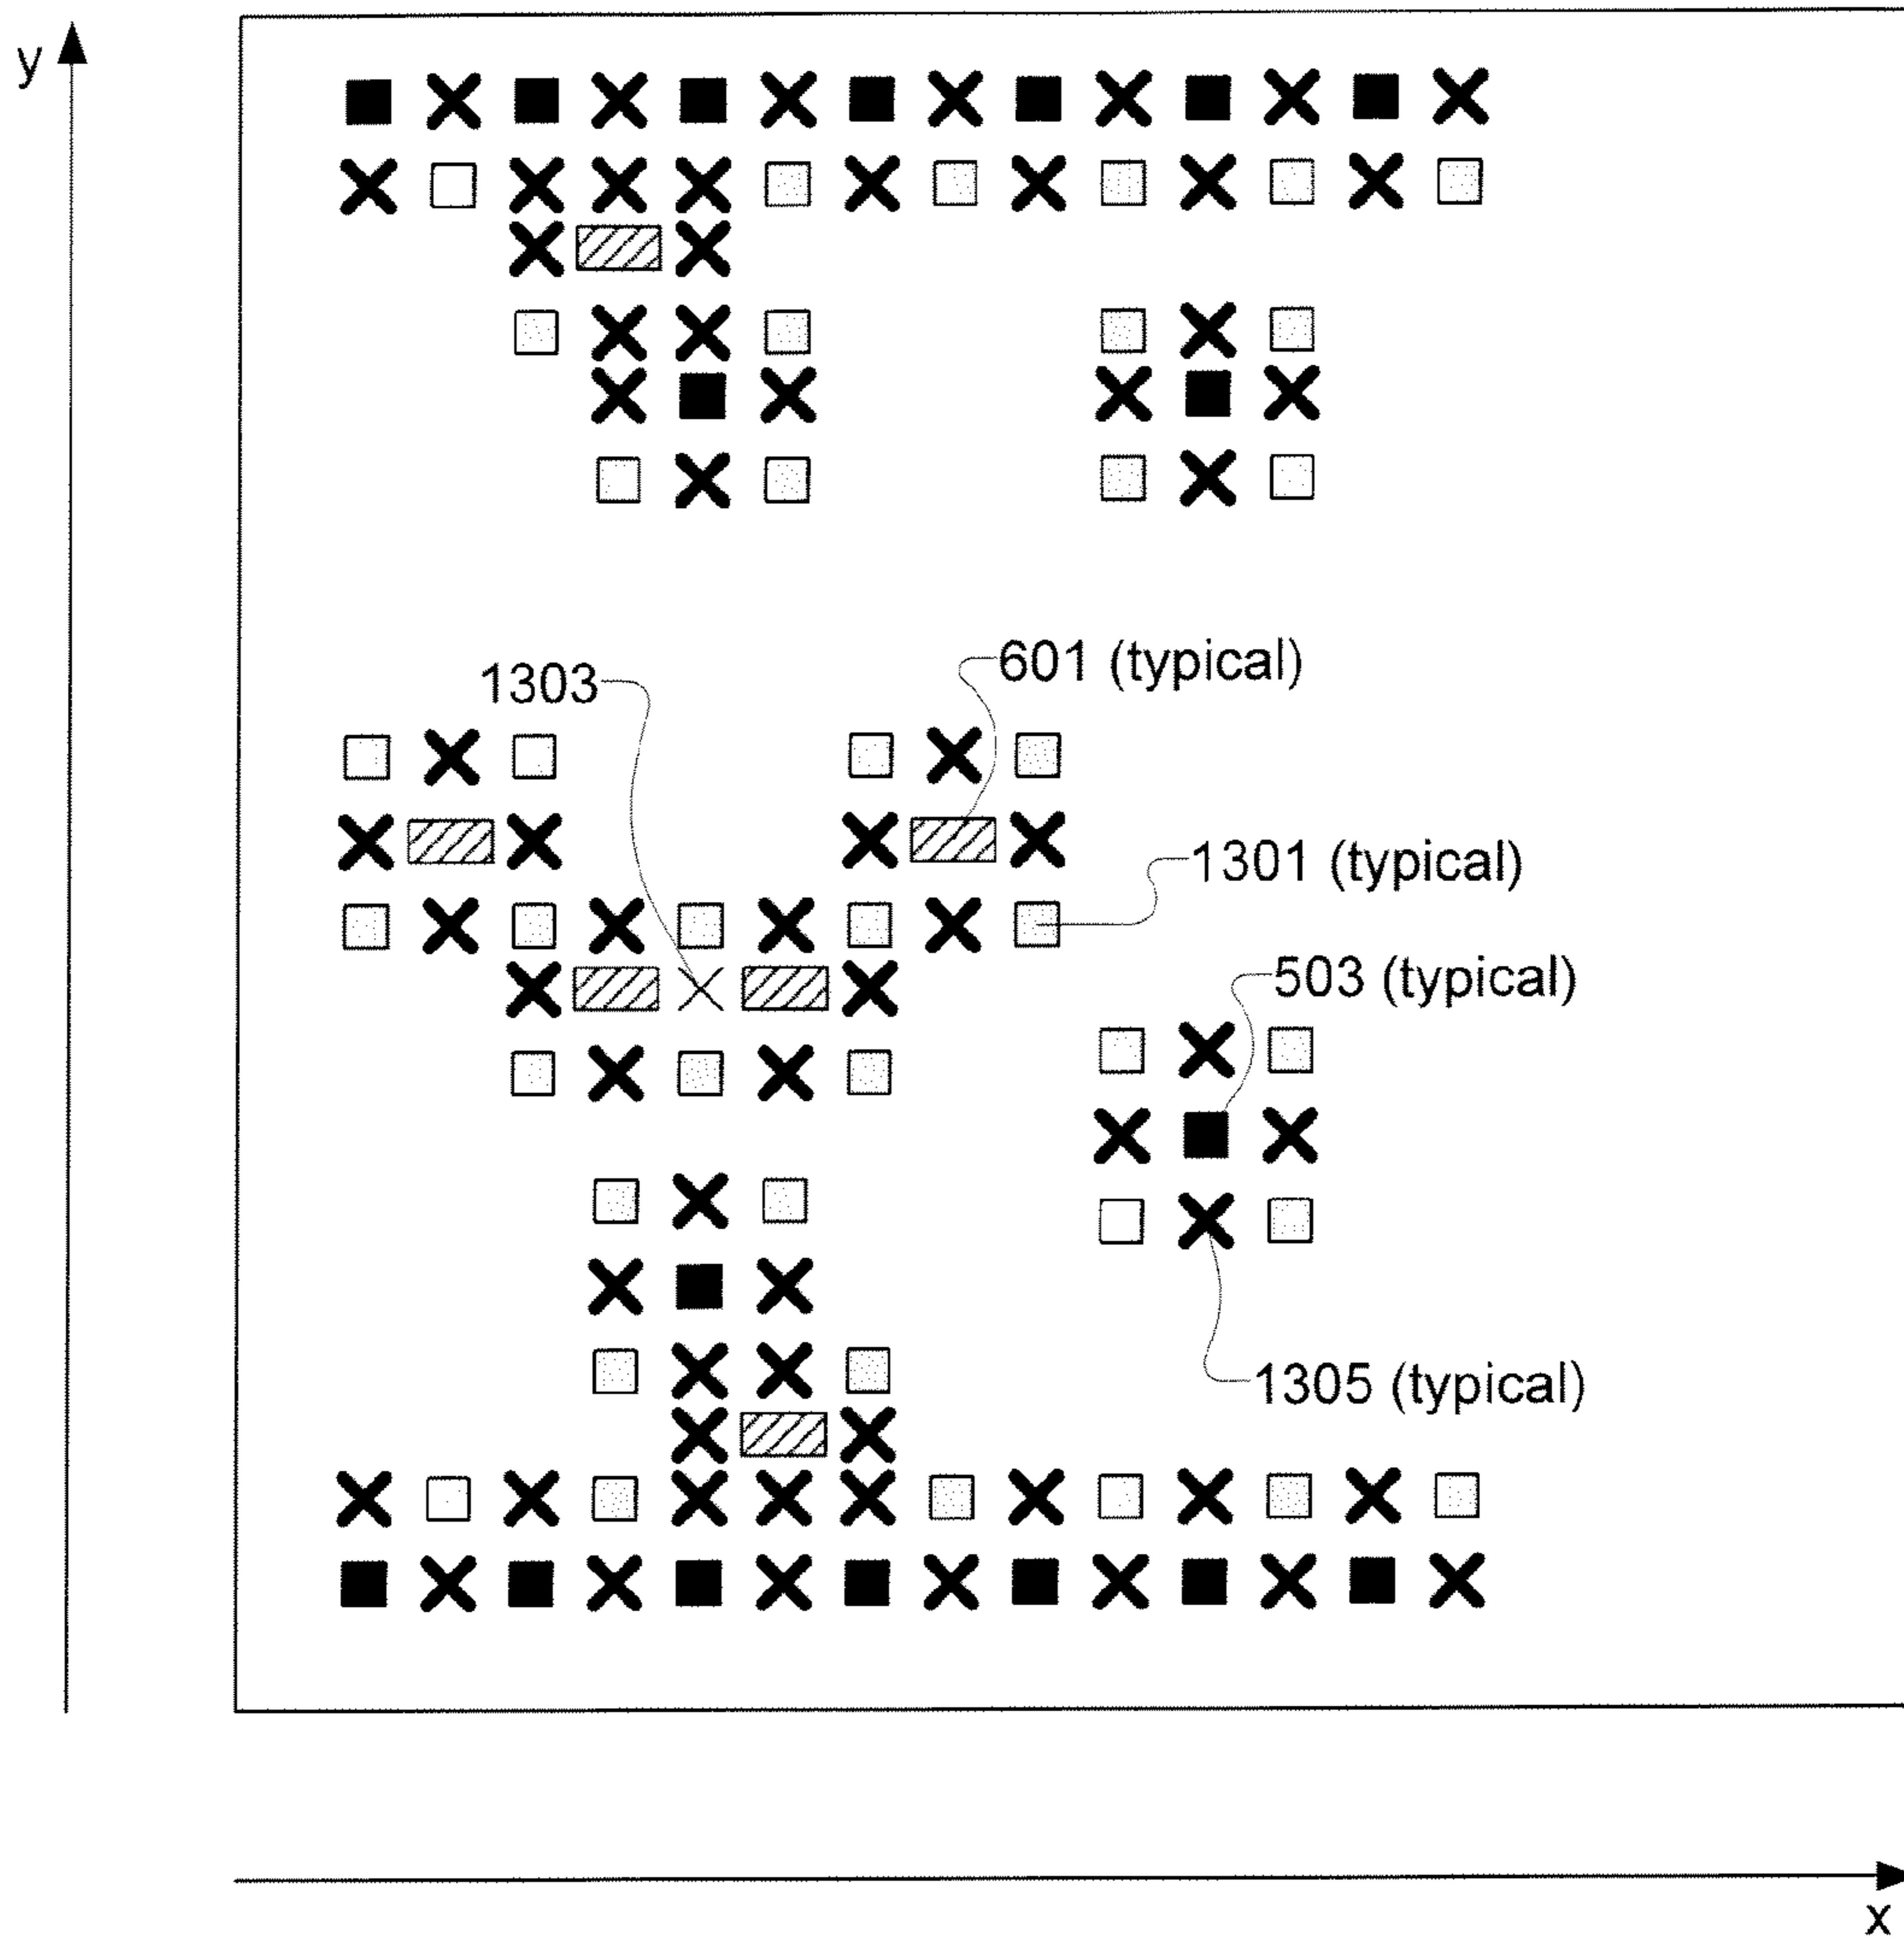 y
1303
601 (typical)
1301 (typical)
503 (typical)
1305 (typical)
x